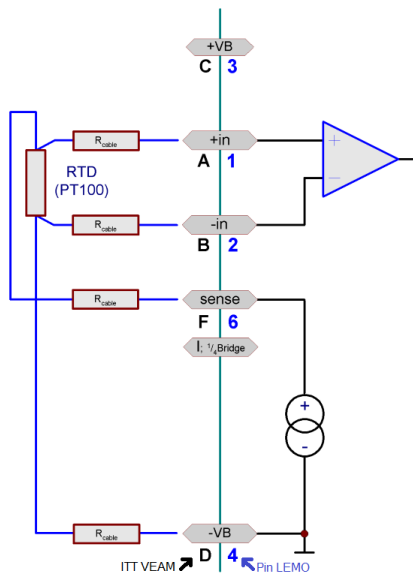 +VB
C 3
Rcable
+in
+
A 1
RTD
(PT100)
-
Rcable
-in
B 2
Rcable
sense
F 6
I; 1/4Bridge
+
-
Rcable
-VB
ITT VEAM
D 4
Pin LEMO